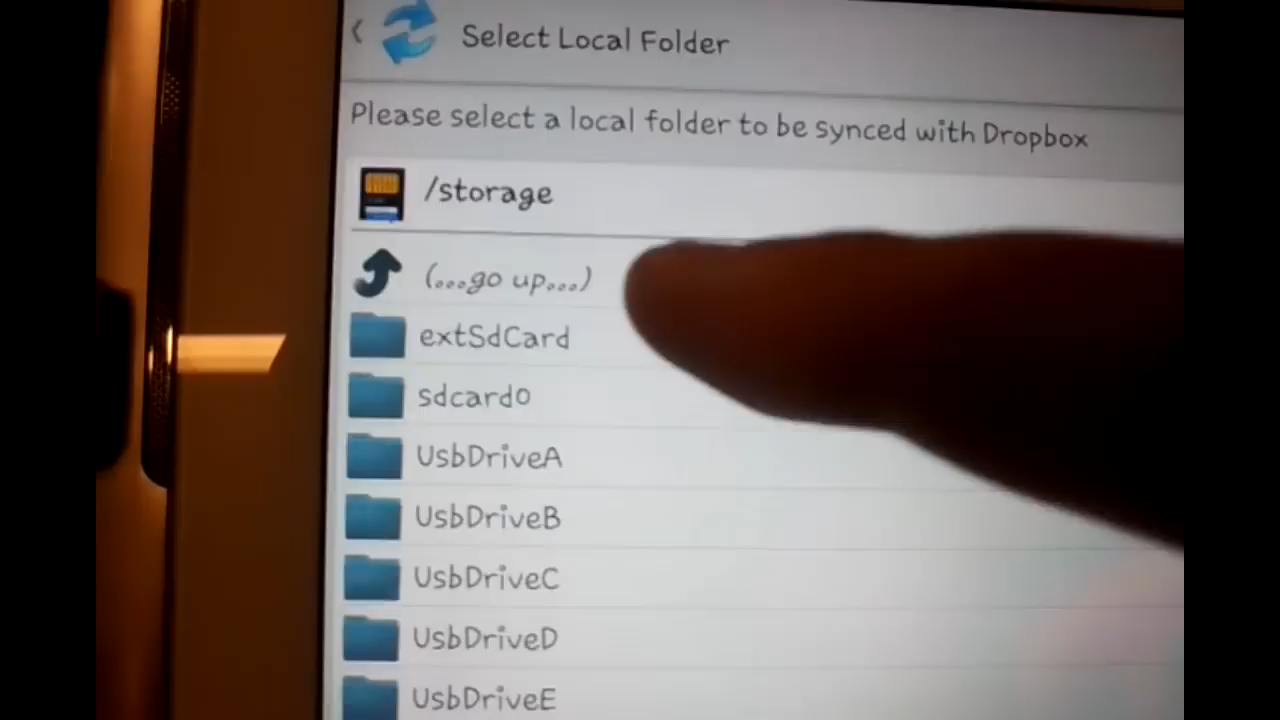 Select Local Folder
Please select a local folder to be synced with Dropbox
/storage
(...go up...)
extSdCard
sdcard0
UsbDriveA
UsbDriveB
UsbDriveC
UsbDriveD
UsbDriveE